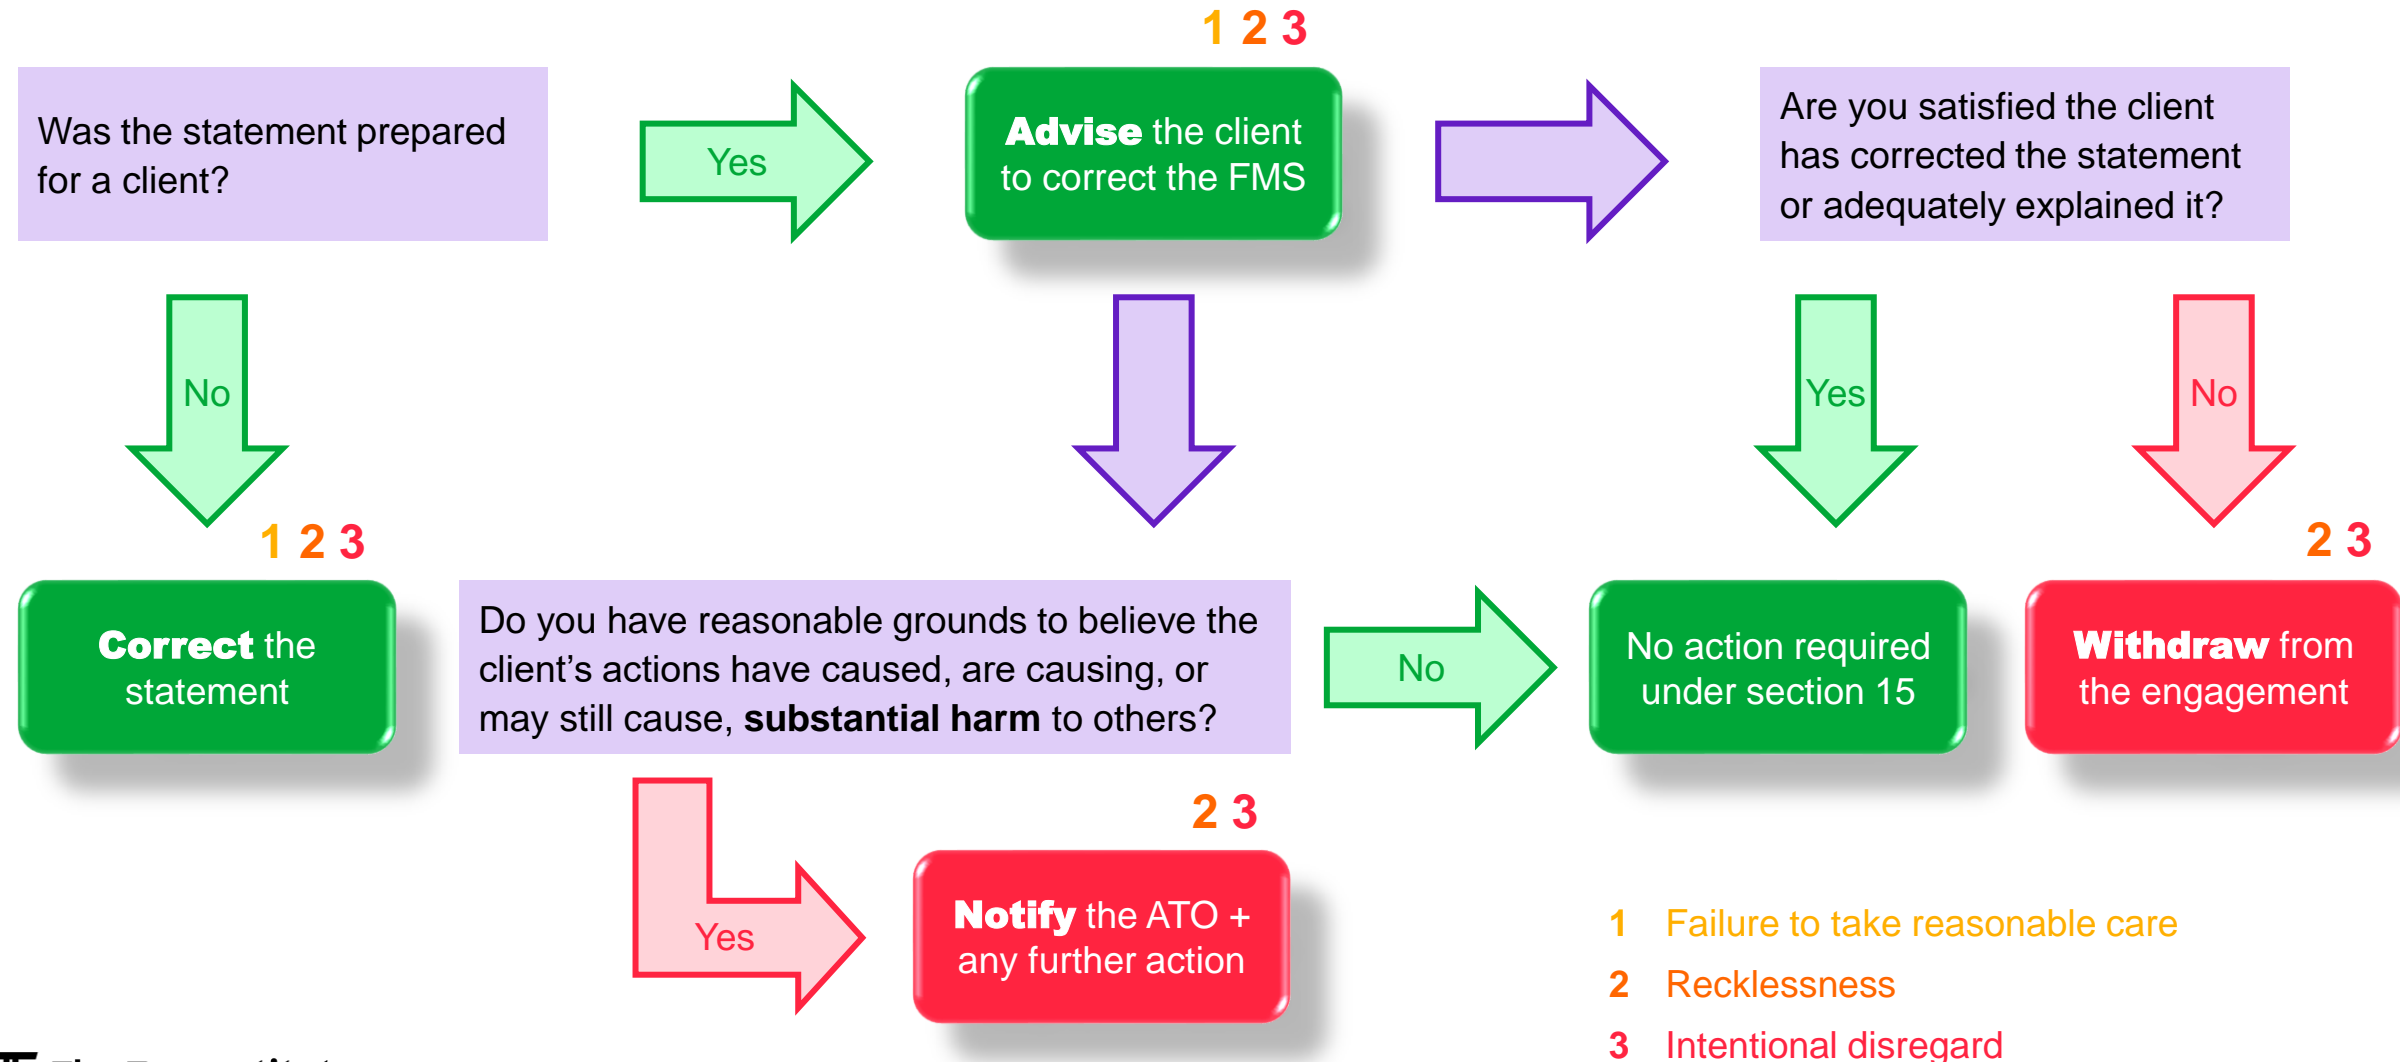 1 2 3
Was the statement prepared
for a client?
Yes
Advise the client
to correct the FMS
Are you satisfied the client
has corrected the statement
or adequately explained it?
No
Yes
No
1 2 3
2 3
Correct the
statement
Do you have reasonable grounds to believe the
client's actions have caused, are causing, or
may still cause, substantial harm to others?
No
No action required
under section 15
Withdraw from
the engagement
2 3
Yes
Notify the ATO +
any further action
1 Failure to take reasonable care
2 Recklessness
3 Intentional disregard